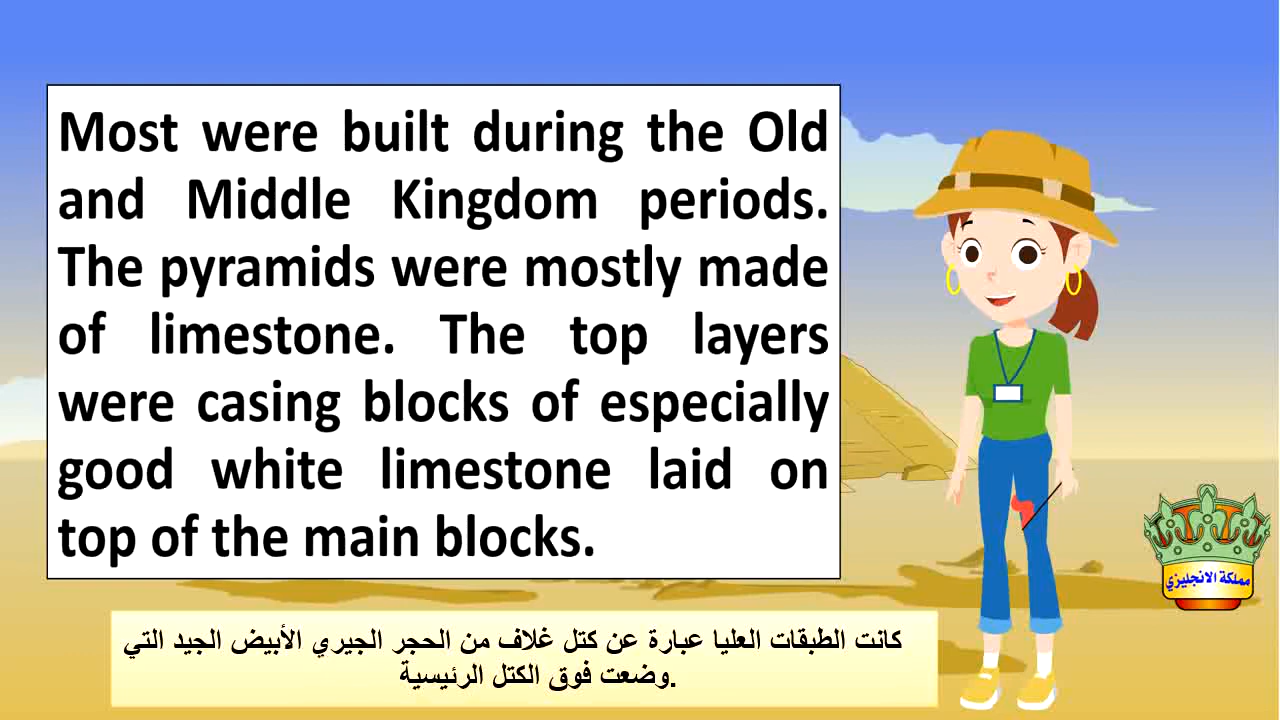 Most were built during the Old
and Middle Kingdom periods.
The pyramids were mostly made
of limestone. The top layers
were casing blocks of especially
good white limestone laid on
top of the main blocks.
مملكة الانجليزي
كانت الطبقات العليا عبارة عن كتل غلاف من الحجر الجيري الأبيض الجيد التي
وضعت فوق الكتل الرئيسية.